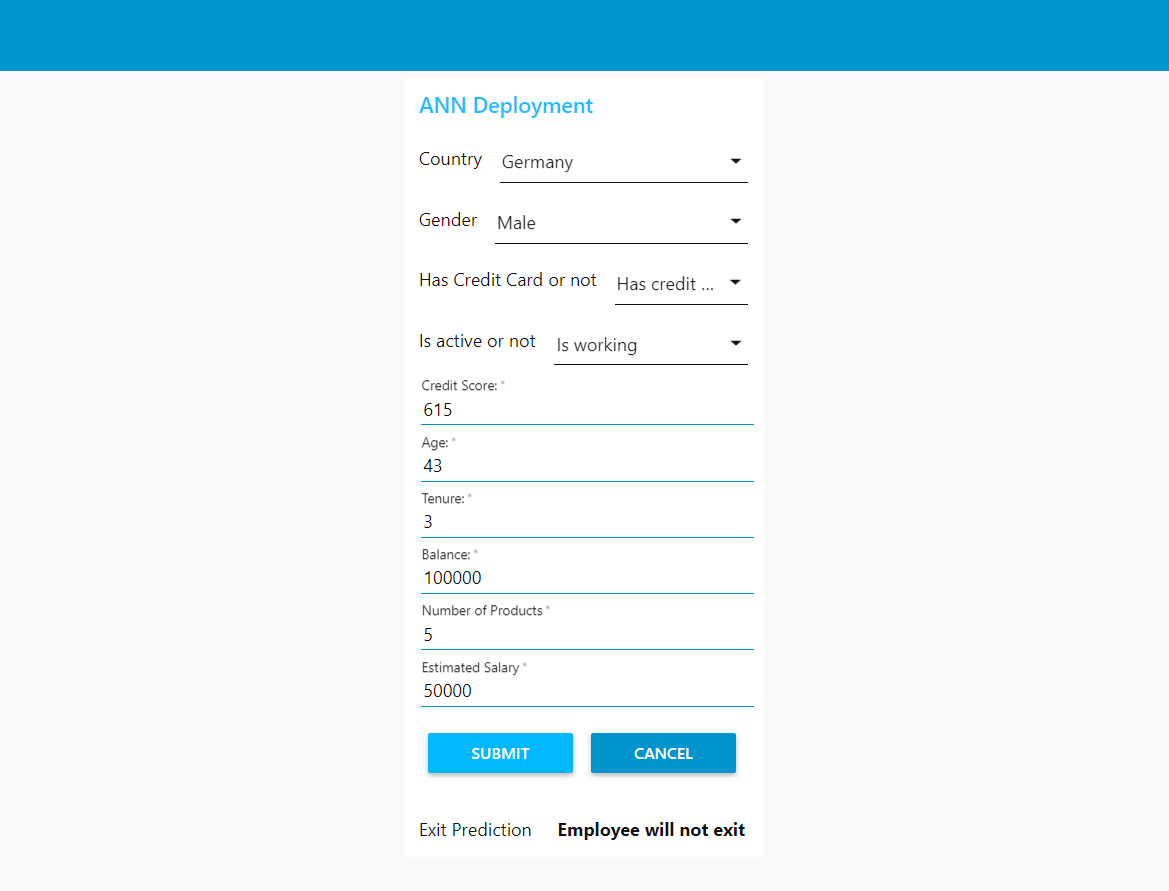 ANN Deployment
Country Germany
Gender Male
Has Credit Card or not Has credit ...
Is active or not Is working
Credit Score: *
615
Age: *
43
Tenure: *
3
Balance: *
100000
Number of Products *
5
Estimated Salary *
50000
SUBMIT CANCEL
Exit Prediction Employee will not exit